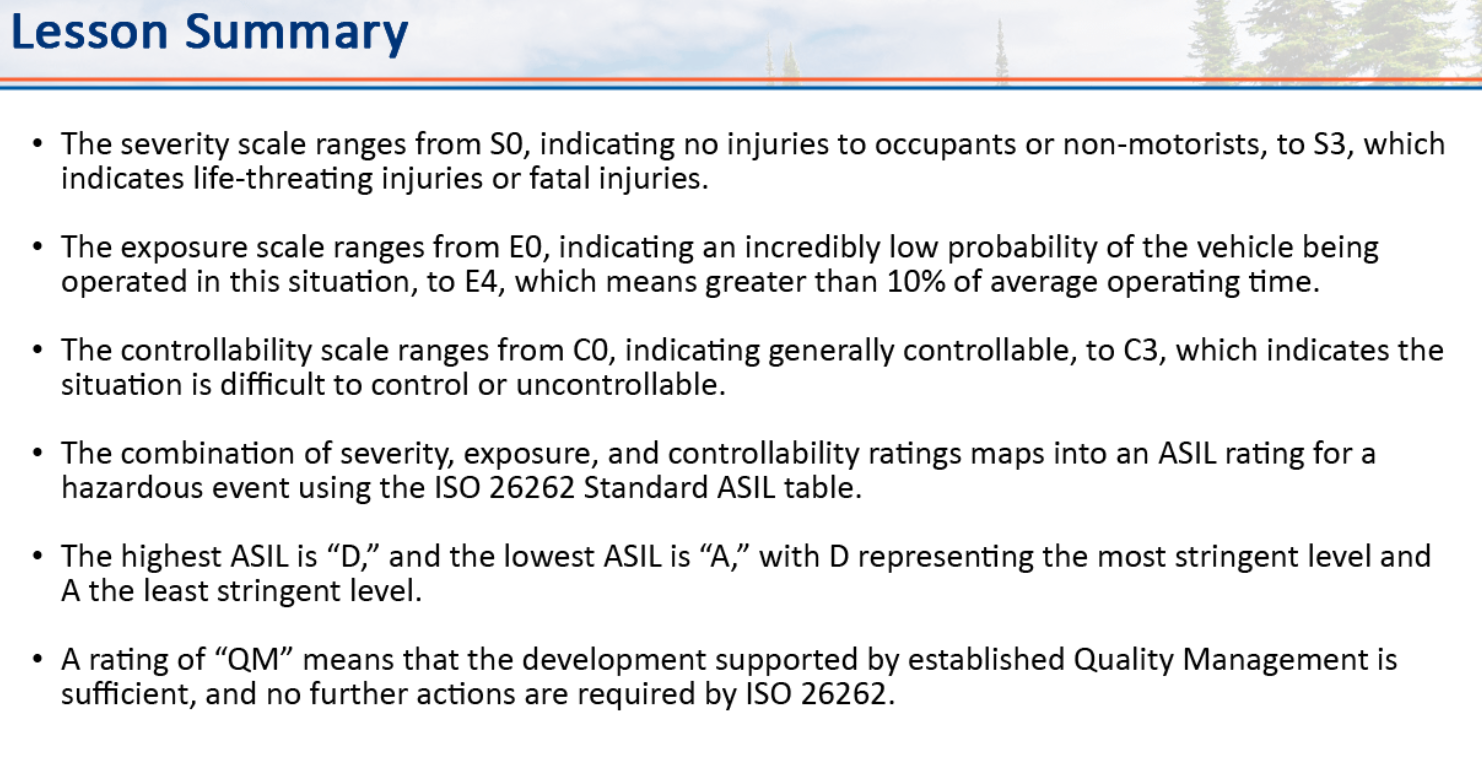 Lesson Summary
• The severity scale ranges from S0, indicating no injuries to occupants or non-motorists, to S3, which
indicates life-threating injuries or fatal injuries.
• The exposure scale ranges from E0, indicating an incredibly low probability of the vehicle being
operated in this situation, to E4, which means greater than 10% of average operating time.
• The controllability scale ranges from C0, indicating generally controllable, to C3, which indicates the
situation is difficult to control or uncontrollable.
• The combination of severity, exposure, and controllability ratings maps into an ASIL rating for a
hazardous event using the ISO 26262 Standard ASIL table.
• The highest ASIL is “D,” and the lowest ASIL is “A,” with D representing the most stringent level and
A the least stringent level.
• A rating of “QM” means that the development supported by established Quality Management is
sufficient, and no further actions are required by ISO 26262.